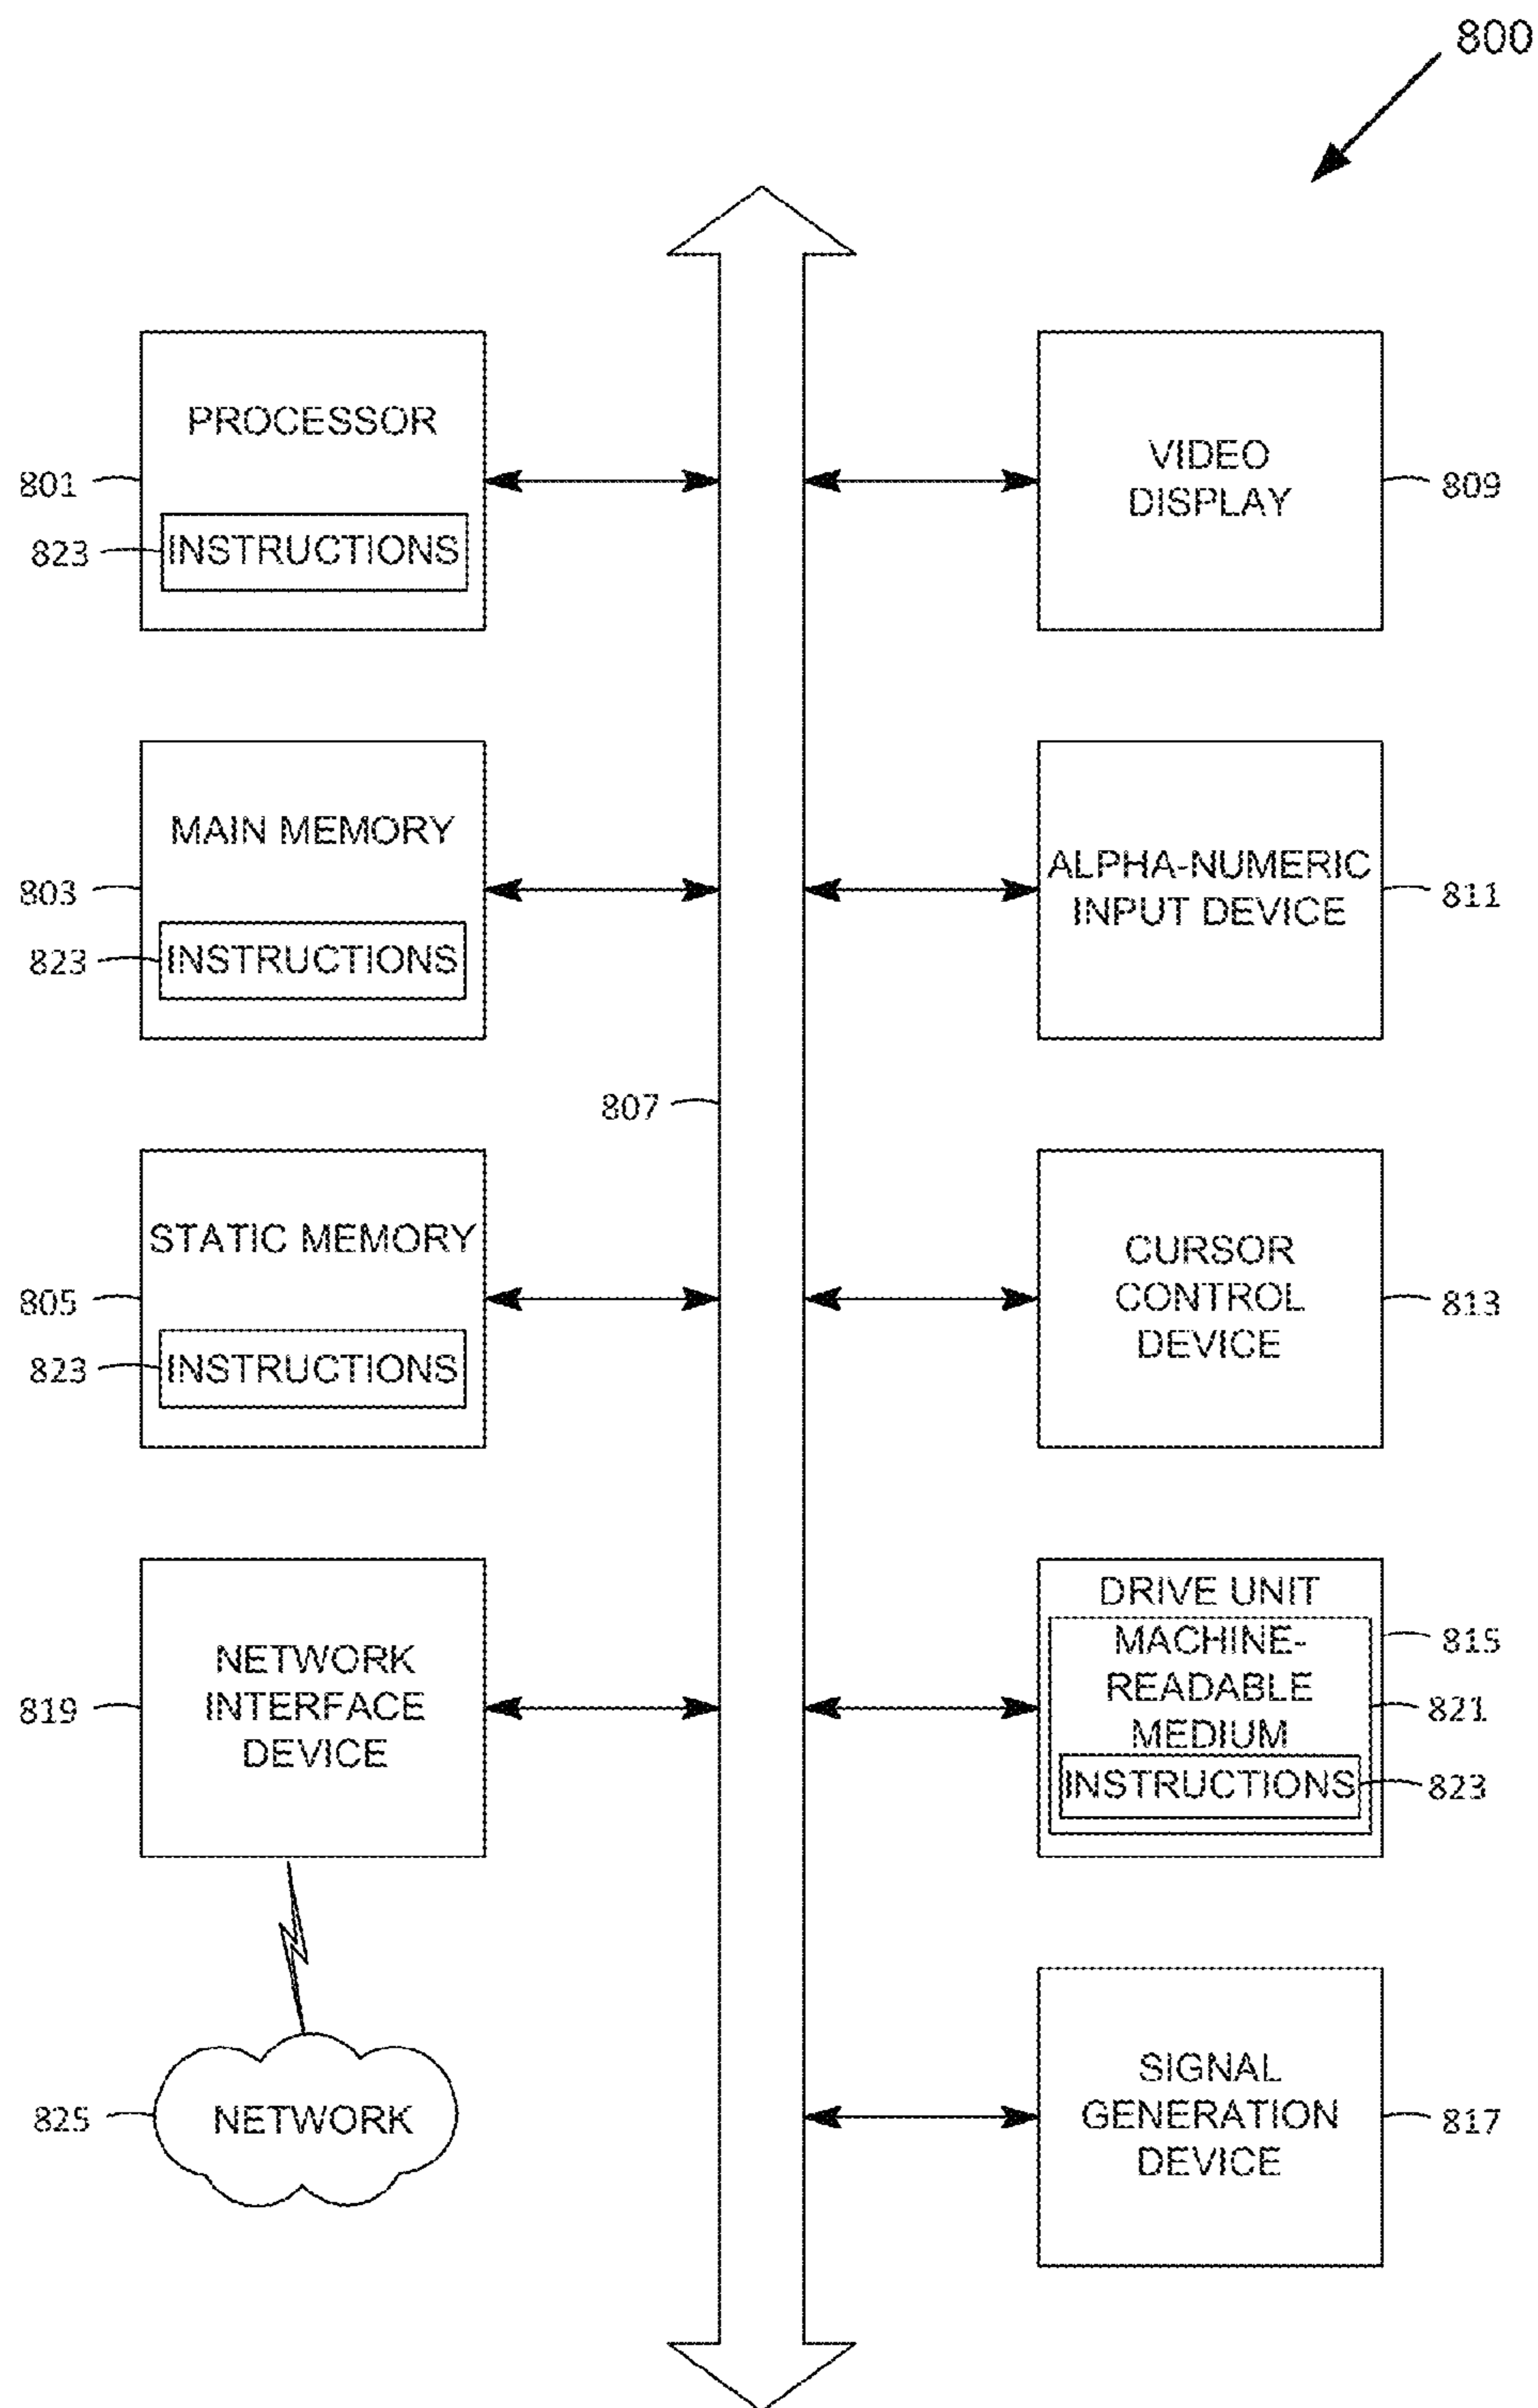 800
PROCESSOR
801
823
INSTRUCTIONS
VIDEO
DISPLAY
809
MAIN MEMORY
803
823
INSTRUCTIONS
ALPHA-NUMERIC
INPUT DEVICE
811
807
STATIC MEMORY
805
823
INSTRUCTIONS
CURSOR
CONTROL
DEVICE
813
NETWORK
INTERFACE
DEVICE
819
DRIVE UNIT
815
MACHINE-
READABLE
MEDIUM
821
INSTRUCTIONS
823
825
NETWORK
SIGNAL
GENERATION
DEVICE
817